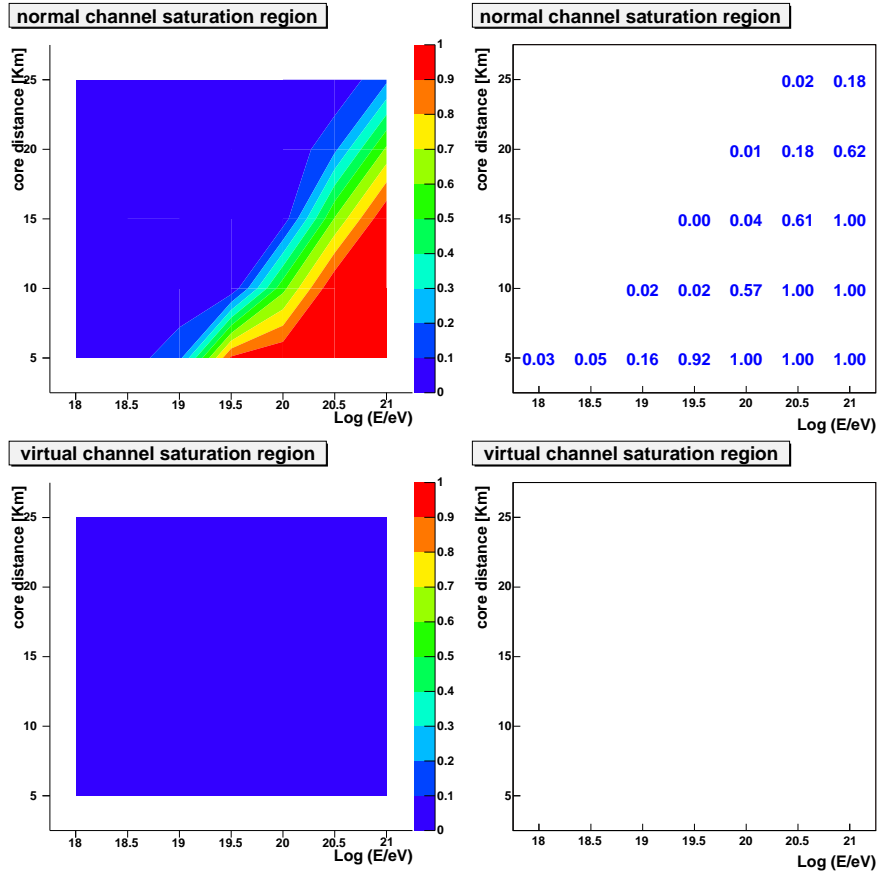 normal channel saturation region
core distance [Km]
25
20
15
10
5
18 18.5 19 19.5 20 20.5 21
Log (E/eV)
1
0.9
0.8
0.7
0.6
0.5
0.4
0.3
0.2
0.1
0
normal channel saturation region
core distance [Km]
25 0.02 0.18
20 0.01 0.18 0.62
15 0.00 0.04 0.61 1.00
10 0.02 0.02 0.57 1.00 1.00
5 0.03 0.05 0.16 0.92 1.00 1.00 1.00
18 18.5 19 19.5 20 20.5 21
Log (E/eV)
virtual channel saturation region
core distance [Km]
25
20
15
10
5
18 18.5 19 19.5 20 20.5 21
Log (E/eV)
1
0.9
0.8
0.7
0.6
0.5
0.4
0.3
0.2
0.1
0
virtual channel saturation region
core distance [Km]
25
20
15
10
5
18 18.5 19 19.5 20 20.5 21
Log (E/eV)